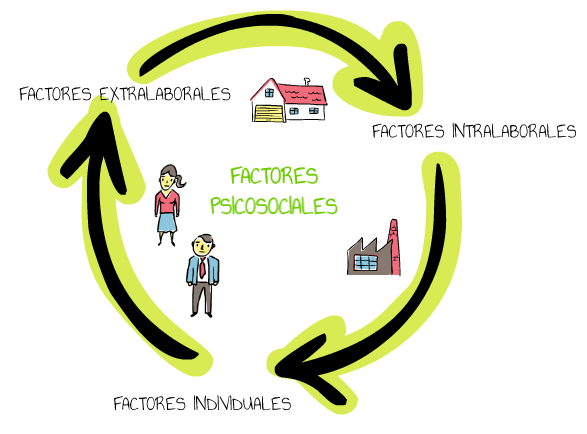 FACTORES EXTRALABORALES
FACTORES INTRALABORALES
FACTORES
PSICOSOCIALES
FACTORES INDIVIDUALES